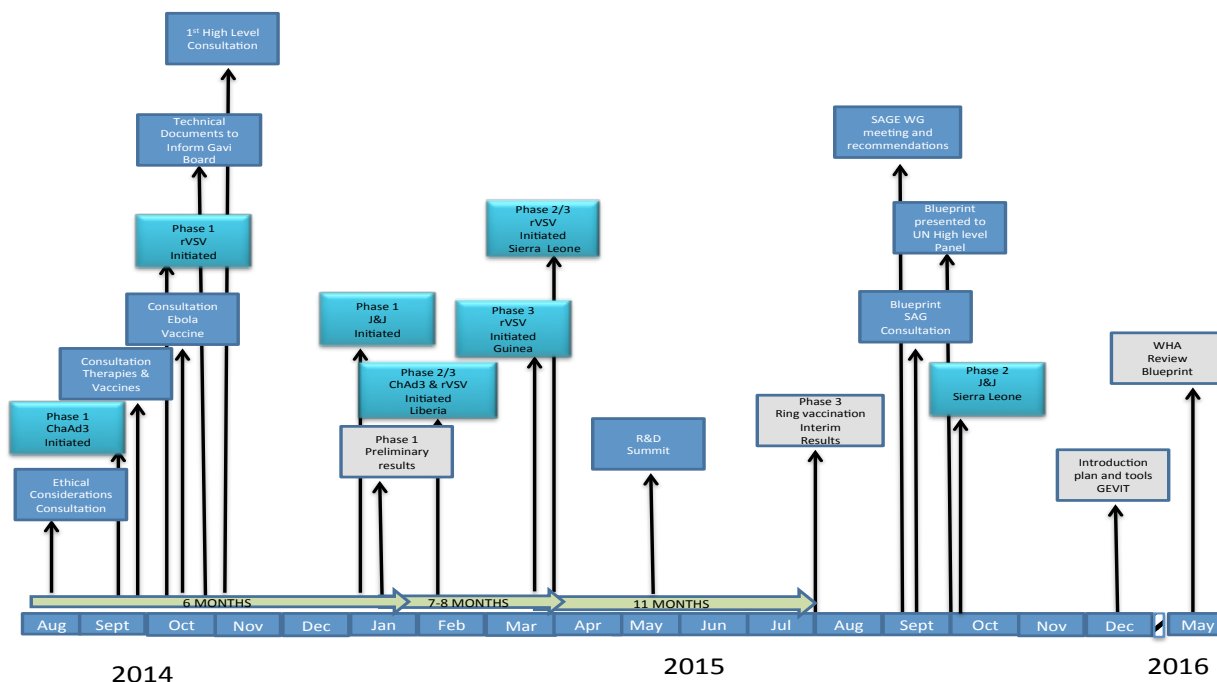 1st High Level
Consultation
Technical
Documents to
Inform Gavi
Board
Phase 1
rVSV
Initiated
Consultation
Ebola
Vaccine
Consultation
Therapies &
Vaccines
Phase 1
ChaAd3
Initiated
Ethical
Considerations
Consultation
Phase 1
J&J
Initiated
Phase 2/3
ChAd3 & rVSV
Initiated
Liberia
Phase 1
Preliminary
results
Phase 2/3
rVSV
Initiated
Sierra Leone
Phase 3
rVSV
Initiated
Guinea
R&D
Summit
Phase 3
Ring vaccination
Interim
Results
SAGE WG
meeting and
recommendations
Blueprint
presented to
UN High level
Panel
Blueprint
SAG
Consultation
Phase 2
J&J
Sierra Leone
WHA
Review
Blueprint
Introduction
plan and tools
GEVIT
6 MONTHS
7-8 MONTHS
11 MONTHS
Aug Sept Oct Nov Dec Jan Feb Mar Apr May Jun Jul Aug Sept Oct Nov Dec May
2014 2015 2016